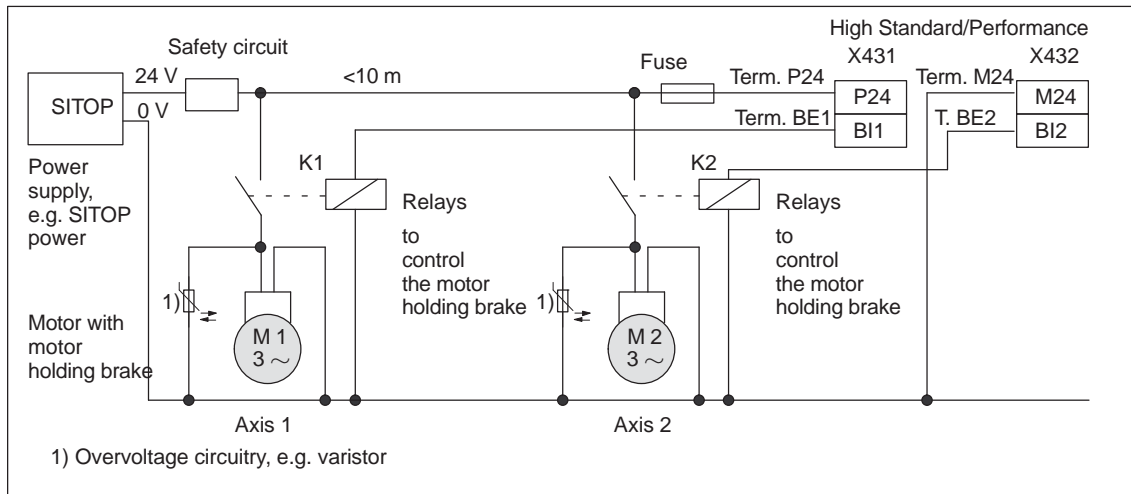 High Standard/Performance
Safety circuit
X431
X432
24 V
<10 m
Fuse
Term. P24
Term. M24
SITOP
P24
M24
0 V
Term. BE1
T. BE2
BI1
BI2
Power
supply,
e.g. SITOP
power
K1
K2
Relays
to
control
the motor
holding brake
Relays
to
control
the motor
holding brake
1)
1)
Motor with
motor
holding brake
M 1
3 ~
M 2
3 ~
Axis 1
Axis 2
1) Overvoltage circuitry, e.g. varistor